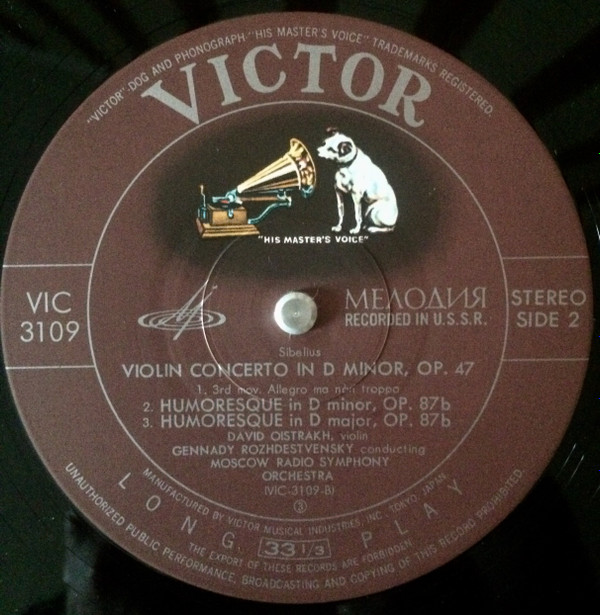 "VICTOR"-DOG AND PHONOGRAPH "HIS MASTER'S VOICE" TRADEMARKS REGISTERED.
VICTOR
"HIS MASTER'S VOICE"
VIC
3109
МЕЛОДИЯ
RECORDED IN U.S.S.R.
STEREO
SIDE 2
Sibelius
VIOLIN CONCERTO IN D MINOR, OP. 47
1. 3rd mov. Allegro ma non troppo
2. HUMORESQUE in D minor, OP. 87b
3. HUMORESQUE in D major, OP. 87b
DAVID OISTRAKH, violin
GENNADY ROZHDESTVENSKY conducting
MOSCOW RADIO SYMPHONY
ORCHESTRA
(VIC-3109-B)
③
MANUFACTURED BY VICTOR MUSICAL INDUSTRIES, INC. TOKYO JAPAN
LONG 33 1/3 PLAY
THE EXPORT OF THESE RECORDS ARE FORBIDDEN.
UNAUTHORIZED PUBLIC PERFORMANCE, BROADCASTING AND COPYING OF THIS RECORD PROHIBITED.